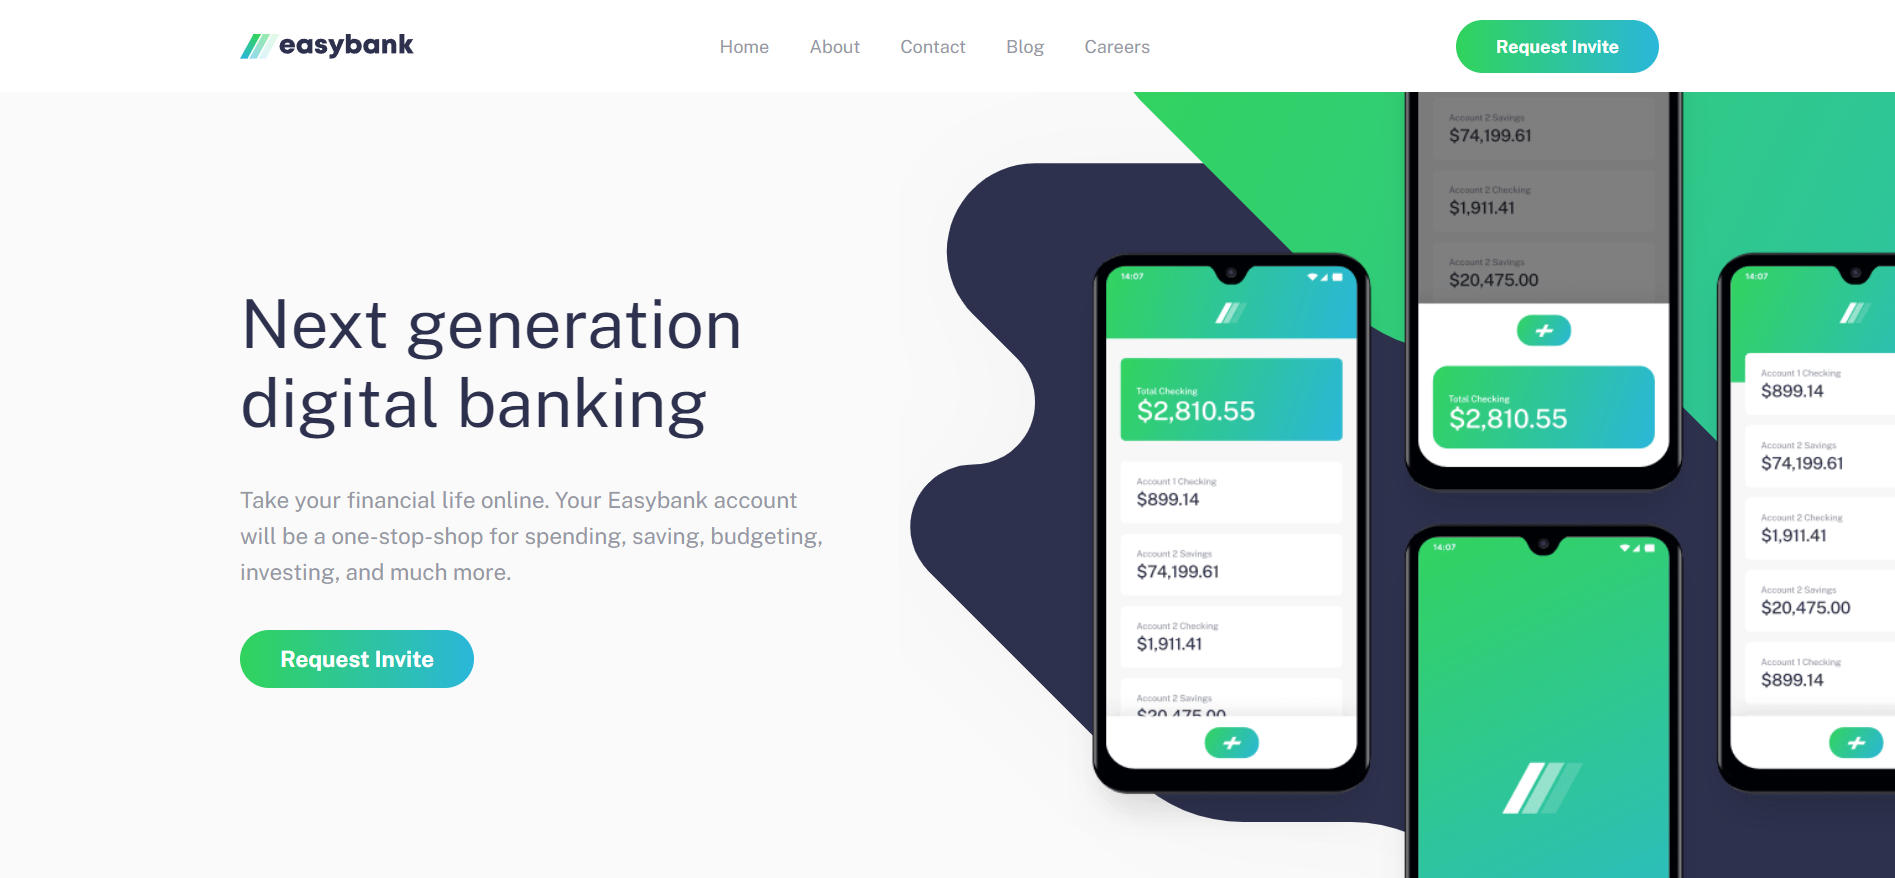 easybank
Home
About
Contact
Blog
Careers
Request Invite
Next generation
digital banking
Take your financial life online. Your Easybank account
will be a one-stop-shop for spending, saving, budgeting,
investing, and much more.
Request Invite
14:07
Total Checking
$2,810.55
Account 1 Checking
$899.14
Account 2 Savings
$74,199.61
Account 2 Checking
$1,911.41
Account 2 Savings
$20,475.00
Account 2 Savings
$74,199.61
Account 2 Checking
$1,911.41
Account 2 Savings
$20,475.00
Total Checking
$2,810.55
14:07
14:07
Account 1 Checking
$899.14
Account 2 Savings
$74,199.61
Account 2 Checking
$1,911.41
Account 2 Savings
$20,475.00
Account 1 Checking
$899.14